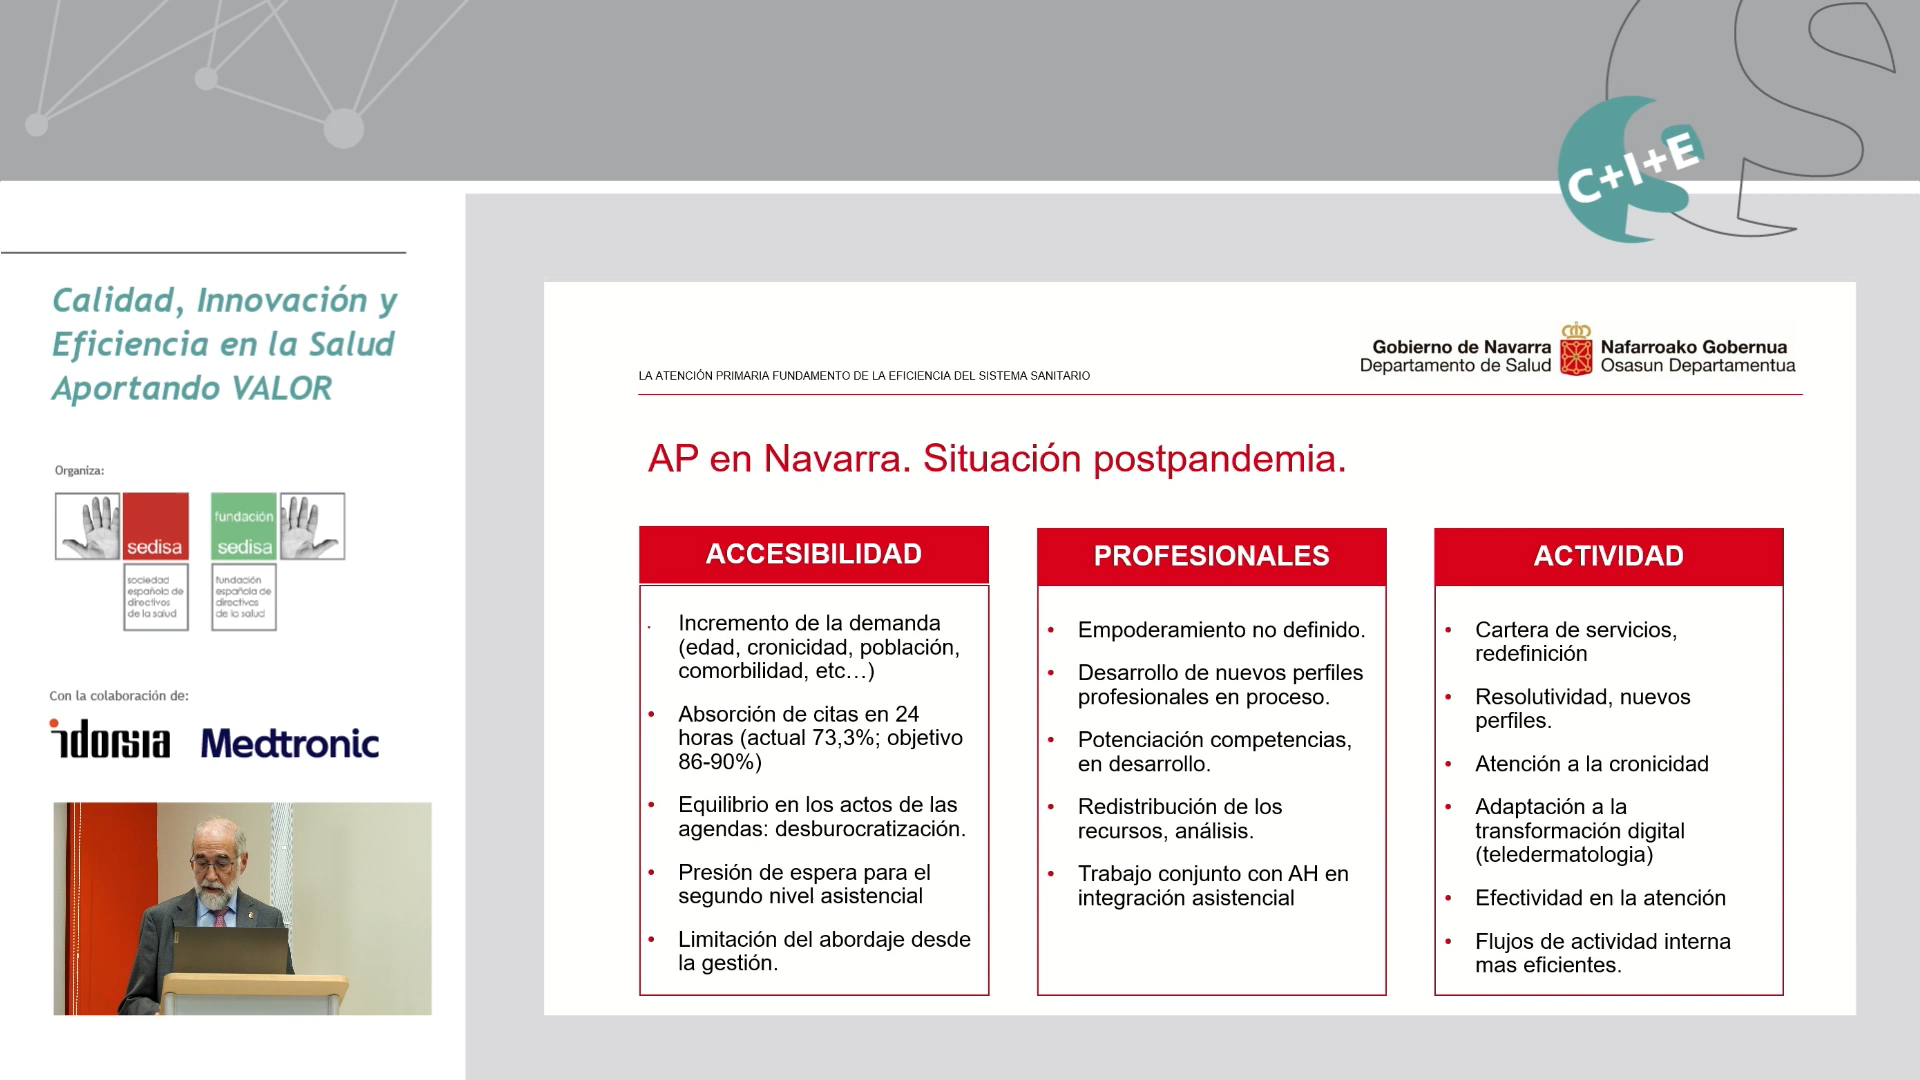 C+I+E
Calidad, Innovación y
Eficiencia en la Salud
Aportando VALOR
Organiza:
sedisa
sociedad
española de
directivos
de la salud
fundación
sedisa
fundación
española de
directivos
de la salud
Con la colaboración de:
idorsia
Medtronic
LA ATENCIÓN PRIMARIA FUNDAMENTO DE LA EFICIENCIA DEL SISTEMA SANITARIO
Gobierno de Navarra
Departamento de Salud
Nafarroako Gobernua
Osasun Departamentua
AP en Navarra. Situación postpandemia.
ACCESIBILIDAD
Incremento de la demanda
(edad, cronicidad, población,
comorbilidad, etc…)
• Absorción de citas en 24
horas (actual 73,3%; objetivo
86-90%)
• Equilibrio en los actos de las
agendas: desburocratización.
• Presión de espera para el
segundo nivel asistencial
• Limitación del abordaje desde
la gestión.
PROFESIONALES
• Empoderamiento no definido.
• Desarrollo de nuevos perfiles
profesionales en proceso.
• Potenciación competencias,
en desarrollo.
• Redistribución de los
recursos, análisis.
• Trabajo conjunto con AH en
integración asistencial
ACTIVIDAD
• Cartera de servicios,
redefinición
• Resolutividad, nuevos
perfiles.
• Atención a la cronicidad
• Adaptación a la
transformación digital
(teledermatologia)
• Efectividad en la atención
• Flujos de actividad interna
mas eficientes.